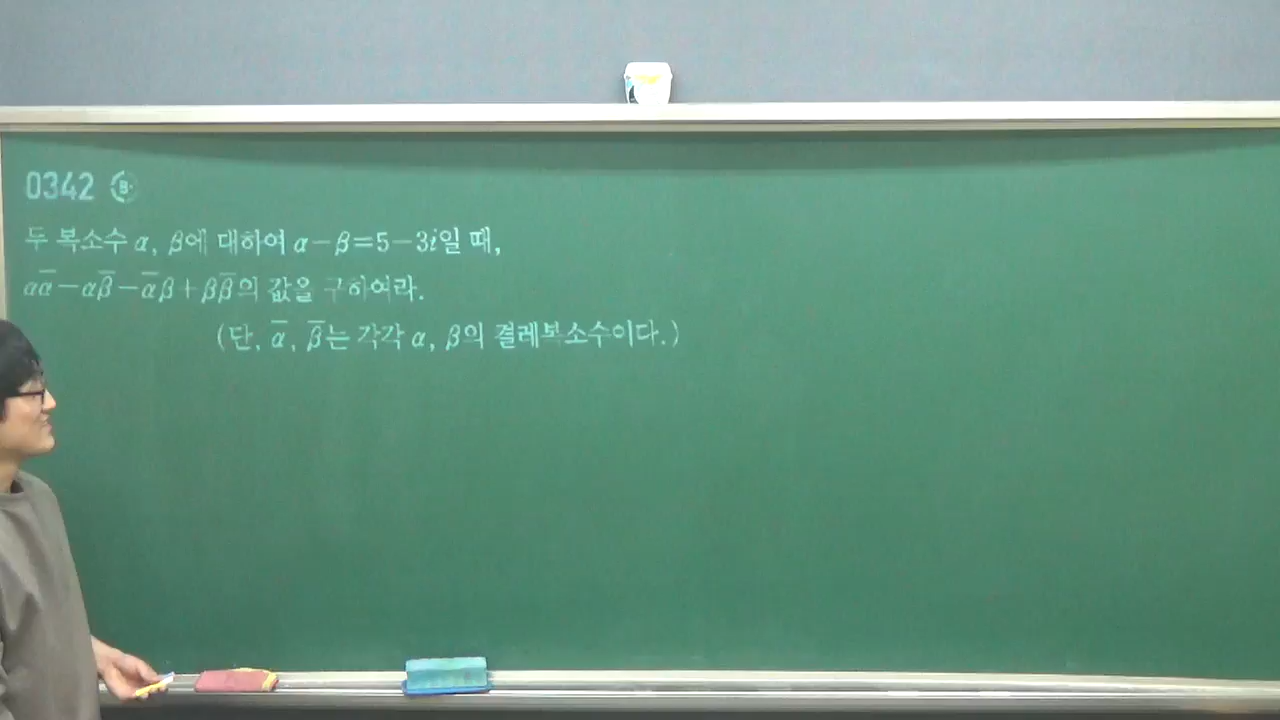 0342 B
두 복소수 α, β에 대하여 α−β=5−3i일 때,
αᾱ−αβ̄−ᾱβ+ββ̄의 값을 구하여라.
(단, ᾱ, β̄는 각각 α, β의 켤레복소수이다.)